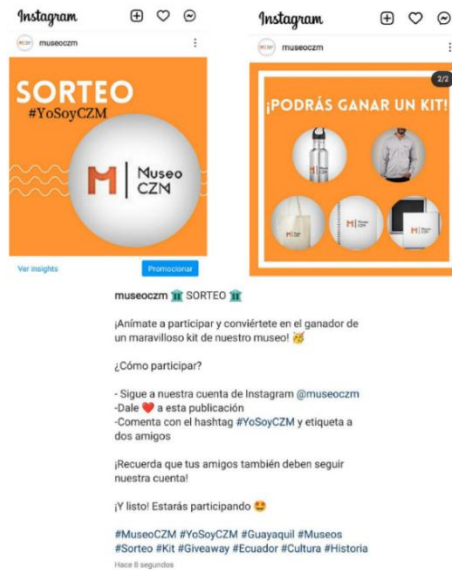 Instagram
museoczm
SORTEO
#YoSoyCZM
M | Museo
CZM
Ver insights
Promocionar
Instagram
museoczm
2/2
¡PODRÁS GANAR UN KIT!
museoczm 🏛️ SORTEO 🏛️
¡Anímate a participar y conviértete en el ganador de
un maravilloso kit de nuestro museo! 🥳
¿Cómo participar?
- Sigue a nuestra cuenta de Instagram @museoczm
-Dale ❤️ a esta publicación
-Comenta con el hashtag #YoSoyCZM y etiqueta a
dos amigos
¡Recuerda que tus amigos también deben seguir
nuestra cuenta!
¡Y listo! Estarás participando 🤩
#MuseoCZM #YoSoyCZM #Guayaquil #Museos
#Sorteo #Kit #Giveaway #Ecuador #Cultura #Historia
Hace 8 segundos